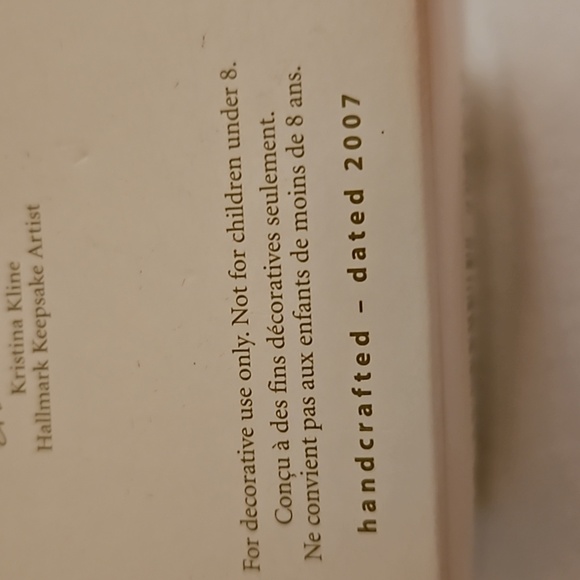 Kristina Kline
Hallmark Keepsake Artist
For decorative use only. Not for children under 8.
Conçu à des fins décoratives seulement.
Ne convient pas aux enfants de moins de 8 ans.
handcrafted – dated 2007